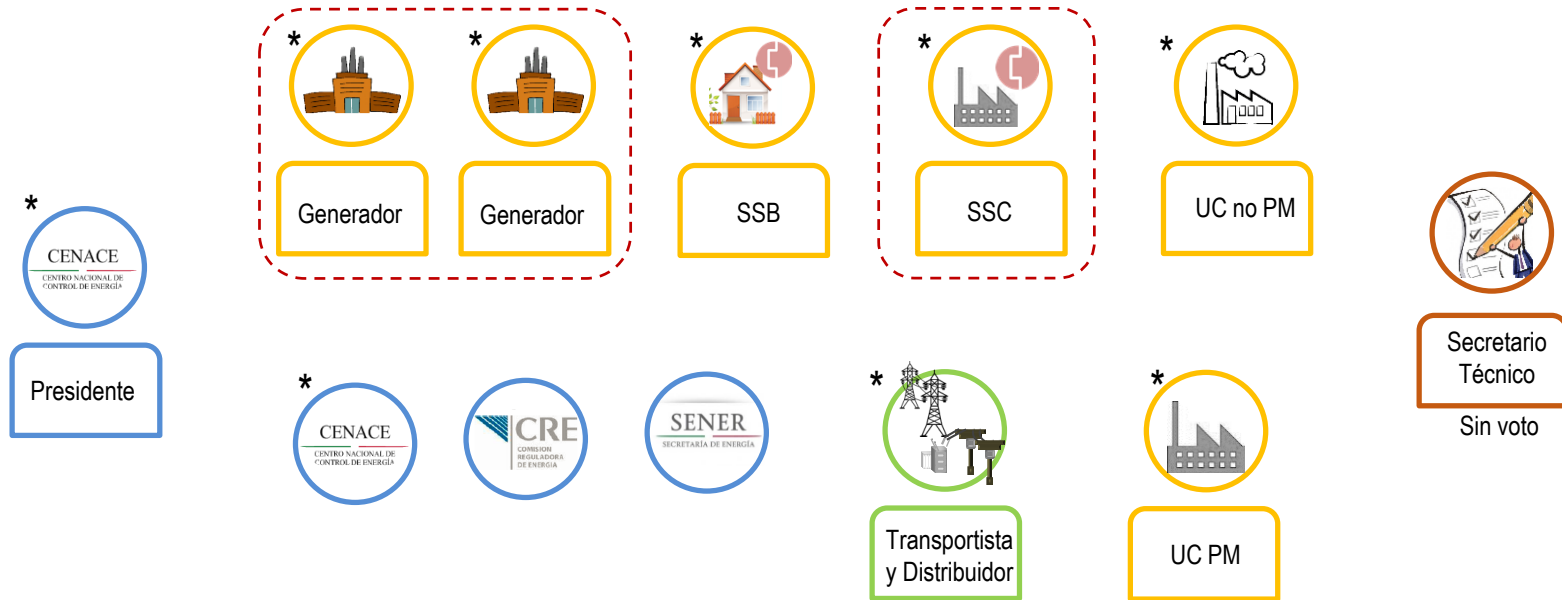 *
*
*
*
*
Generador
Generador
SSB
SSC
UC no PM
*
CENACE
CENTRO NACIONAL DE
CONTROL DE ENERGÍA
Presidente
Secretario
Técnico
Sin voto
*
CENACE
CENTRO NACIONAL DE
CONTROL DE ENERGÍA
CRE
COMISIÓN
REGULADORA
DE ENERGÍA
SENER
SECRETARÍA DE ENERGÍA
*
Transportista
y Distribuidor
*
UC PM